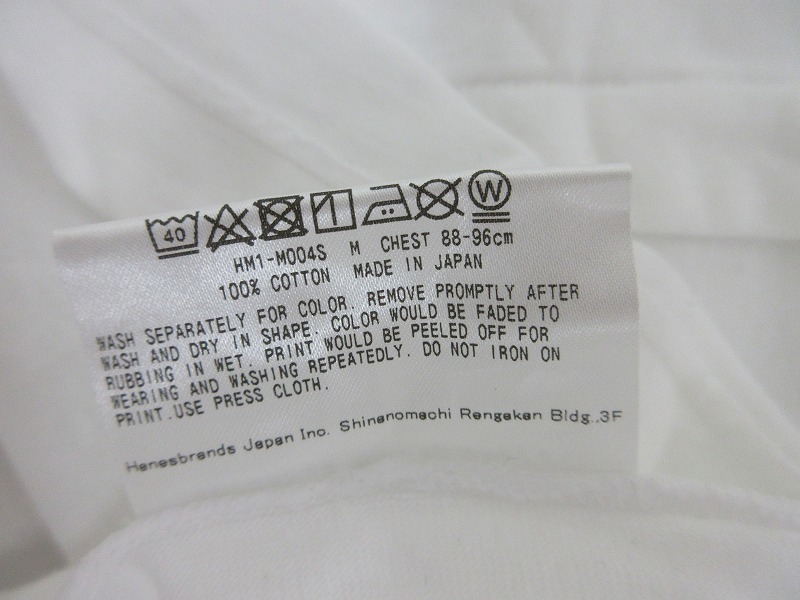 40 W
HM1-M004S M CHEST 88-96cm
100% COTTON MADE IN JAPAN
WASH SEPARATELY FOR COLOR. REMOVE PROMPTLY AFTER
WASH AND DRY IN SHAPE. COLOR WOULD BE FADED TO
RUBBING IN WET. PRINT WOULD BE PEELED OFF FOR
WEARING AND WASHING REPEATEDLY. DO NOT IRON ON
PRINT.USE PRESS CLOTH.
Hanesbrands Japan Inc. Shinanomachi Rengakan Bldg.,3F